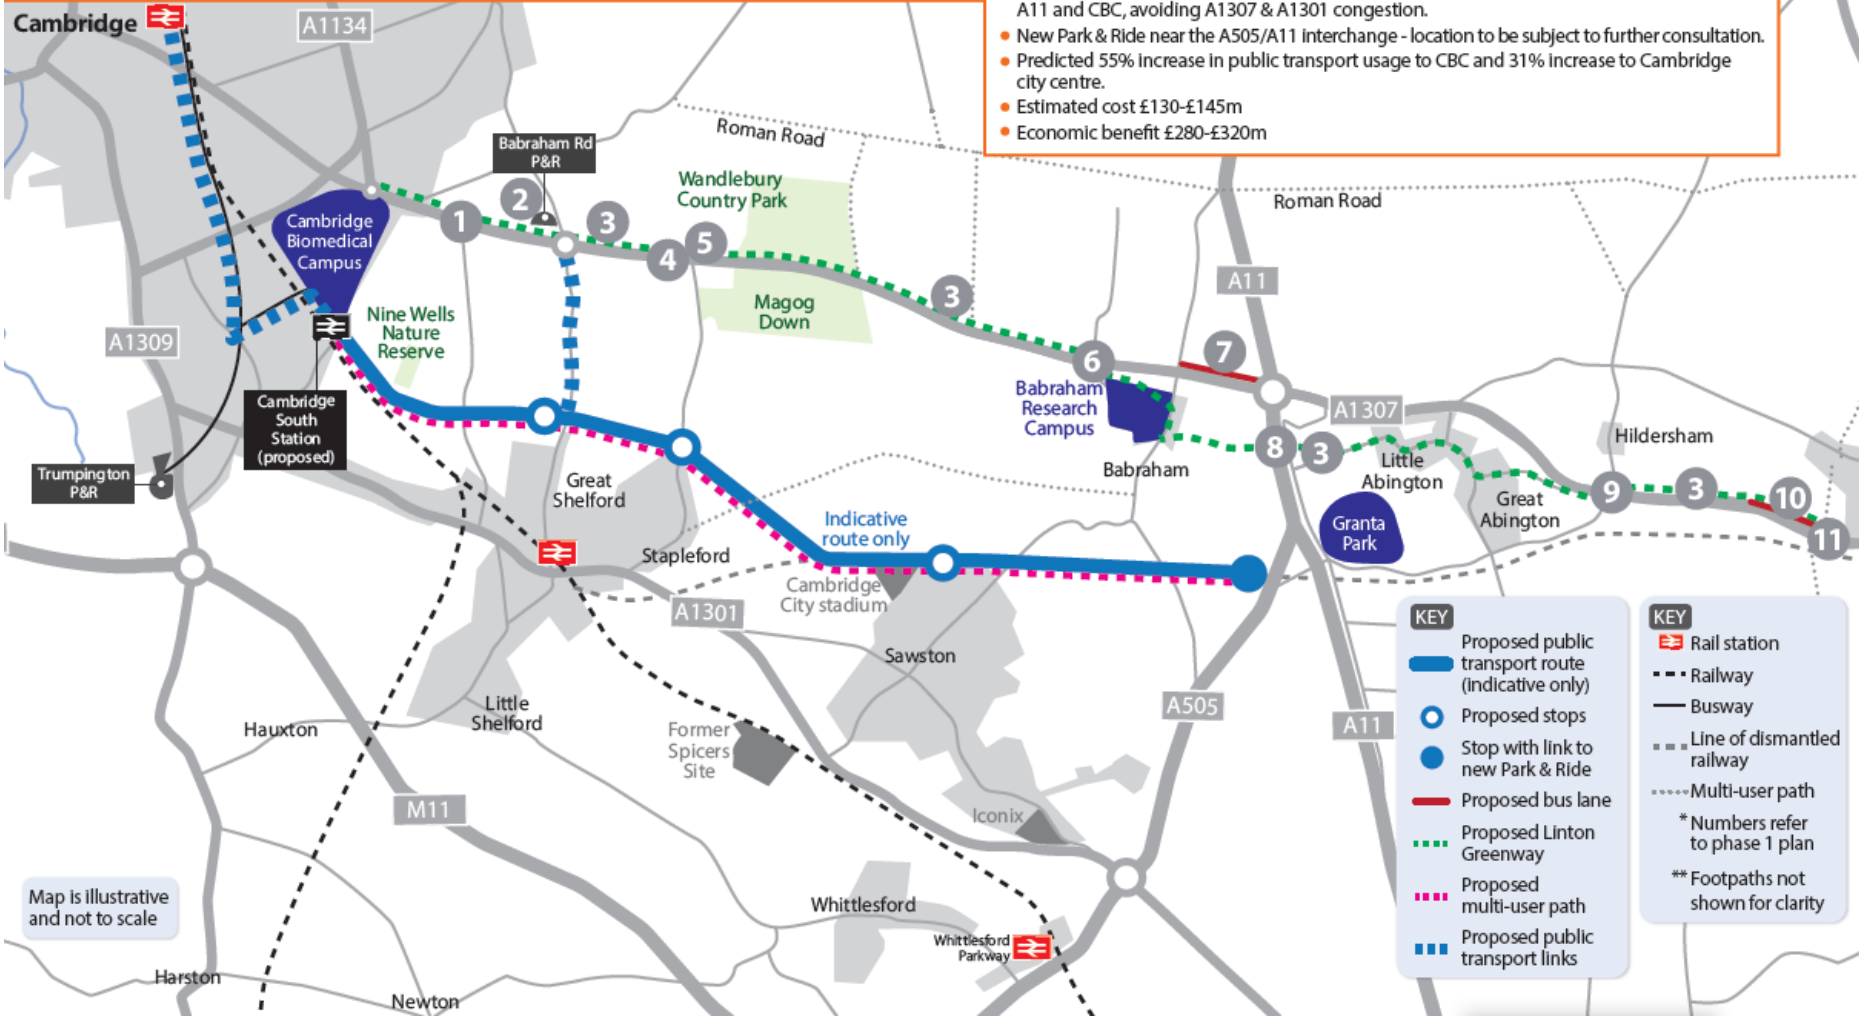 A11 and CBC, avoiding A1307 & A1301 congestion.
• New Park & Ride near the A505/A11 interchange - location to be subject to further consultation.
• Predicted 55% increase in public transport usage to CBC and 31% increase to Cambridge
city centre.
• Estimated cost £130-£145m
• Economic benefit £280-£320m
Cambridge
A1134
Roman Road
Babraham Rd
P&R
Wandlebury
Country Park
Roman Road
Cambridge
Biomedical
Campus
1
2
3
4
5
A11
3
Magog
Down
Nine Wells
Nature
Reserve
A1309
6
7
Babraham
Research
Campus
A1307
Cambridge
South
Station
(proposed)
Trumpington
P&R
Hildersham
8
3
Little
Abington
Babraham
Great
Shelford
9
3
10
11
Great
Abington
Granta
Park
Indicative
route only
Stapleford
Cambridge
City stadium
A1301
Sawston
A505
A11
Little
Shelford
Hauxton
Former
Spicers
Site
M11
Iconix
Whittlesford
Whittlesford
Parkway
Harston
Newton
Map is illustrative
and not to scale
KEY
Proposed public
transport route
(indicative only)
Proposed stops
Stop with link to
new Park & Ride
Proposed bus lane
Proposed Linton
Greenway
Proposed
multi-user path
Proposed public
transport links
KEY
Rail station
Railway
Busway
Line of dismantled
railway
Multi-user path
* Numbers refer
to phase 1 plan
** Footpaths not
shown for clarity